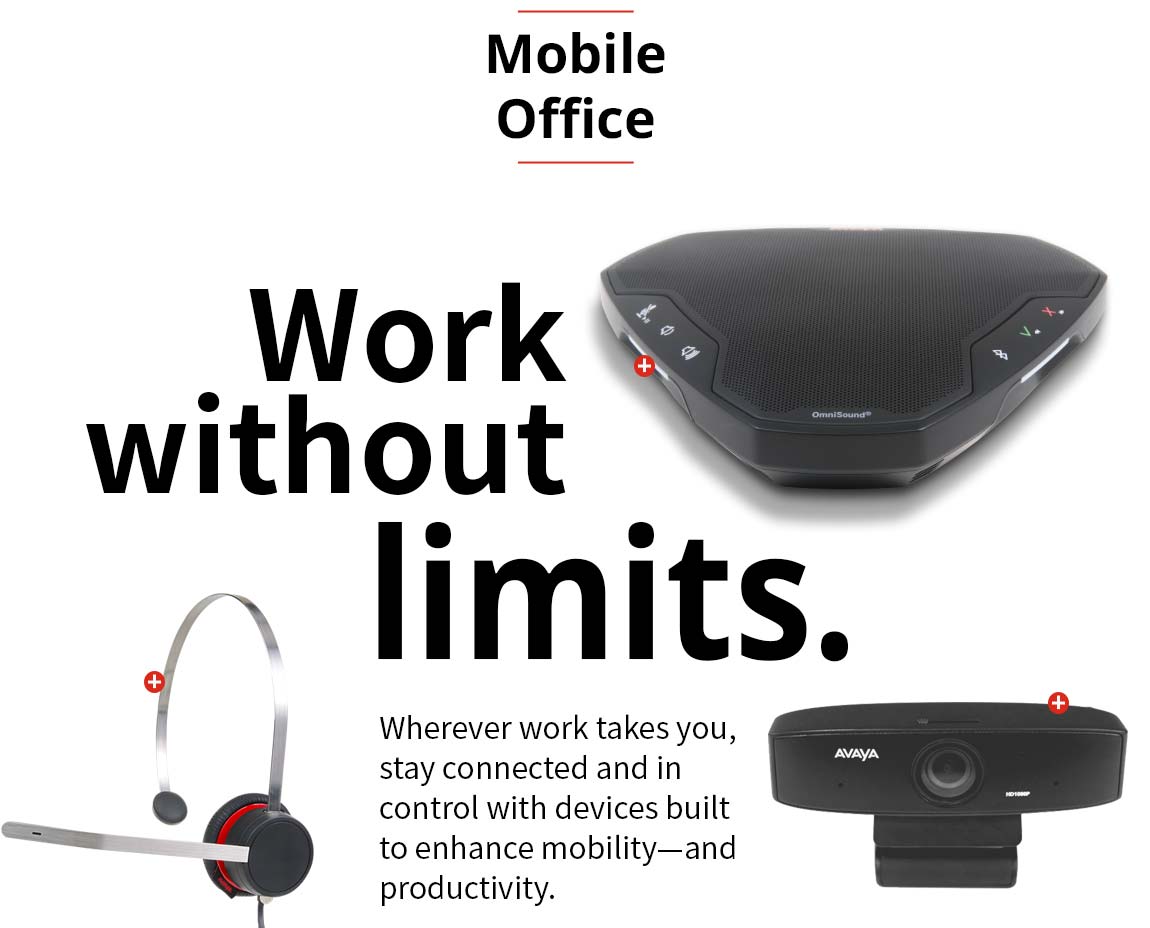 Mobile
Office
Work
without
limits.
OmniSound®
Wherever work takes you,
stay connected and in
control with devices built
to enhance mobility—and
productivity.
AVAYA
HD1080P